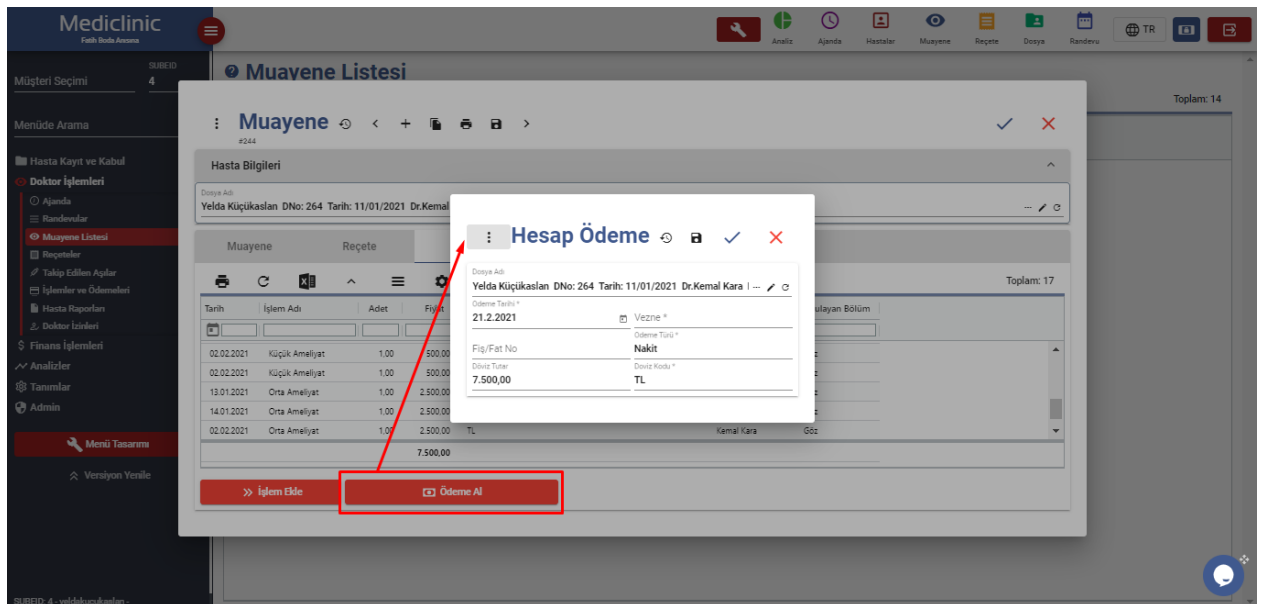 Mediclinic
Fatih Boda Anısına
Analiz
Ajanda
Hastalar
Muayene
Reçete
Dosya
Randevu
TR
Müşteri Seçimi
SUBEID
4
Menüde Arama
Hasta Kayıt ve Kabul
Doktor İşlemleri
Ajanda
Randevular
Muayene Listesi
Reçeteler
Takip Edilen Aşılar
İşlemler ve Ödemeleri
Hasta Raporları
Doktor İzinleri
Finans İşlemleri
Analizler
Tanımlar
Admin
Menü Tasarımı
Versiyon Yenile
SUBEID: 4 - yeldakucukaslan -
Muayene Listesi
Toplam: 14
Muayene
#244
Hasta Bilgileri
Dosya Adı
Yelda Küçükaslan DNo: 264 Tarih: 11/01/2021 Dr.Kemal
Muayene
Reçete
Toplam: 17
Tarih İşlem Adı Adet Fiyat ulayan Bölüm
02.02.2021 Küçük Ameliyat 1,00 500,00
02.02.2021 Küçük Ameliyat 1,00 500,00
13.01.2021 Orta Ameliyat 1,00 2.500,00
14.01.2021 Orta Ameliyat 1,00 2.500,00
02.02.2021 Orta Ameliyat 1,00 2.500,00 TL Kemal Kara Göz
7.500,00
İşlem Ekle
Ödeme Al
Hesap Ödeme
Dosya Adı
Yelda Küçükaslan DNo: 264 Tarih: 11/01/2021 Dr.Kemal Kara
Ödeme Tarihi *
21.2.2021
Vezne *
Fiş/Fat No
Ödeme Türü *
Nakit
Döviz Tutar
7.500,00
Doviz Kodu *
TL